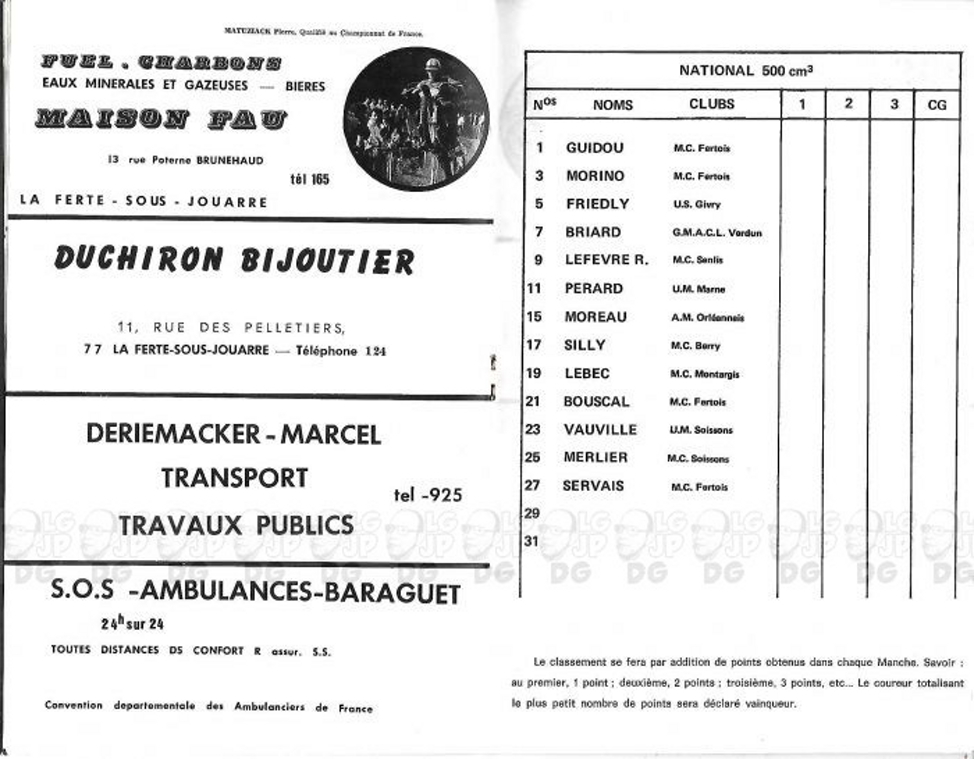 MATUZIACK Pierre, Qualifié au Championnat de France.
FUEL . CHARBONS
EAUX MINERALES ET GAZEUSES — BIERES
MAISON FAU
13 rue Poterne BRUNEHAUD
tél 165
LA FERTE - SOUS - JOUARRE
DUCHIRON BIJOUTIER
11, RUE DES PELLETIERS,
77 LA FERTE-SOUS-JOUARRE — Téléphone 124
DERIEMACKER - MARCEL
TRANSPORT
tel -925
TRAVAUX PUBLICS
S.O.S -AMBULANCES-BARAGUET
24h sur 24
TOUTES DISTANCES DS CONFORT R assur. S.S.
Convention departementale des Ambulanciers de France
NATIONAL 500 cm³
Nos NOMS CLUBS 1 2 3 CG
1 GUIDOU M.C. Fertois
3 MORINO M.C. Fertois
5 FRIEDLY U.S. Givry
7 BRIARD G.M.A.C.L. Verdun
9 LEFEVRE R. M.C. Senlis
11 PERARD U.M. Marne
15 MOREAU A.M. Orléannais
17 SILLY M.C. Berry
19 LEBEC M.C. Montargis
21 BOUSCAL M.C. Fertois
23 VAUVILLE U.M. Soissons
25 MERLIER M.C. Soissons
27 SERVAIS M.C. Fertois
29
31
Le classement se fera par addition de points obtenus dans chaque Manche. Savoir :
au premier, 1 point ; deuxième, 2 points ; troisième, 3 points, etc... Le coureur totalisant
le plus petit nombre de points sera déclaré vainqueur.
LGJPDG